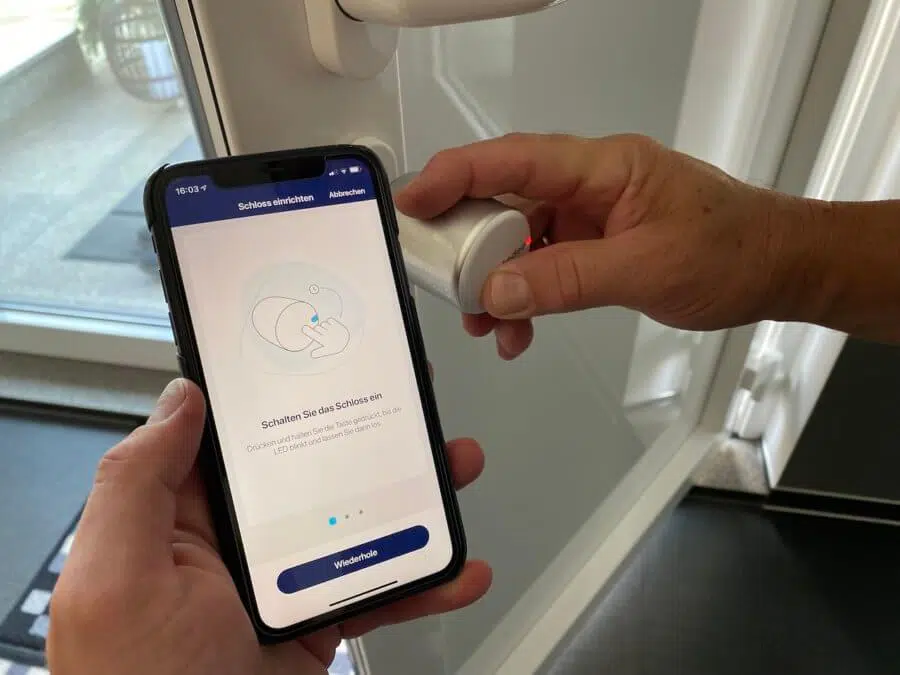 16:03
Schloss einrichten
Abbrechen
Schalten Sie das Schloss ein
Drücken und halten Sie die Taste gedrückt, bis die
LED blinkt und lassen Sie dann los.
Wiederhole